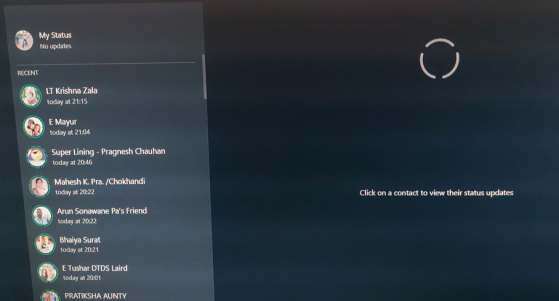 My Status
No updates
RECENT
LT Krishna Zala
today at 21:15
E Mayur
today at 21:04
Super Lining - Pragnesh Chauhan
today at 20:46
Mahesh K. Pra. /Chokhandi
today at 20:22
Arun Sonawane Pa's Friend
today at 20:22
Bhaiya Surat
today at 20:21
E Tushar DTDS Laird
today at 20:01
PRATIKSHA AUNTY
Click on a contact to view their status updates